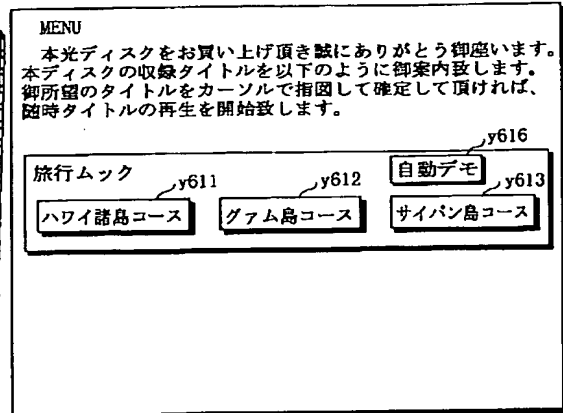 MENU
本光ディスクをお買い上げ頂き誠にありがとう御座います。
本ディスクの収録タイトルを以下のように御案内致します。
御所望のタイトルをカーソルで指図して確定して頂ければ、
随時タイトルの再生を開始致します。
y616
旅行ムック
自動デモ
y611
y612
y613
ハワイ諸島コース
グァム島コース
サイパン島コース